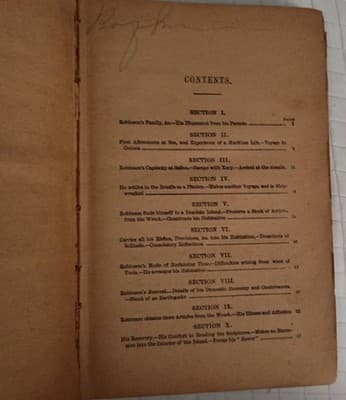 CONTENTS.
SECTION I.
PAGE
Robinson's Family, &c.—His Elopement from his Parents
SECTION II.
First Adventures at Sea, and Experience of a Maritime Life.—Voyage to
Guinea
SECTION III.
Robinson's Captivity at Sallee.—Escape with Xury.—Arrival at the Brazils
SECTION IV.
He settles in the Brazils as a Planter.—Makes another Voyage and is Ship-
wrecked
SECTION V.
Robinson finds himself in a Desolate Island.—Procures a Stock of Articles
from the Wreck.—Constructs his Habitation
SECTION VI.
Carries all his Riches, Provisions, &c. into his Habitation.—Dreariness of
Solitude.—Consolatory Reflections
SECTION VII.
Robinson's Mode of Reckoning Time.—Difficulties arising from want of
Tools.—He arranges his Habitation
SECTION VIII.
Robinson's Journal.—Details of his Domestic Economy and Contrivances.
—Shock of an Earthquake
SECTION IX.
Robinson obtains more Articles from the Wreck.—His Illness and Affliction
SECTION X.
His Recovery.—His Comfort in Reading the Scriptures.—Makes an Excur-
sion into the Interior of the Island.—Forms his "Bower"